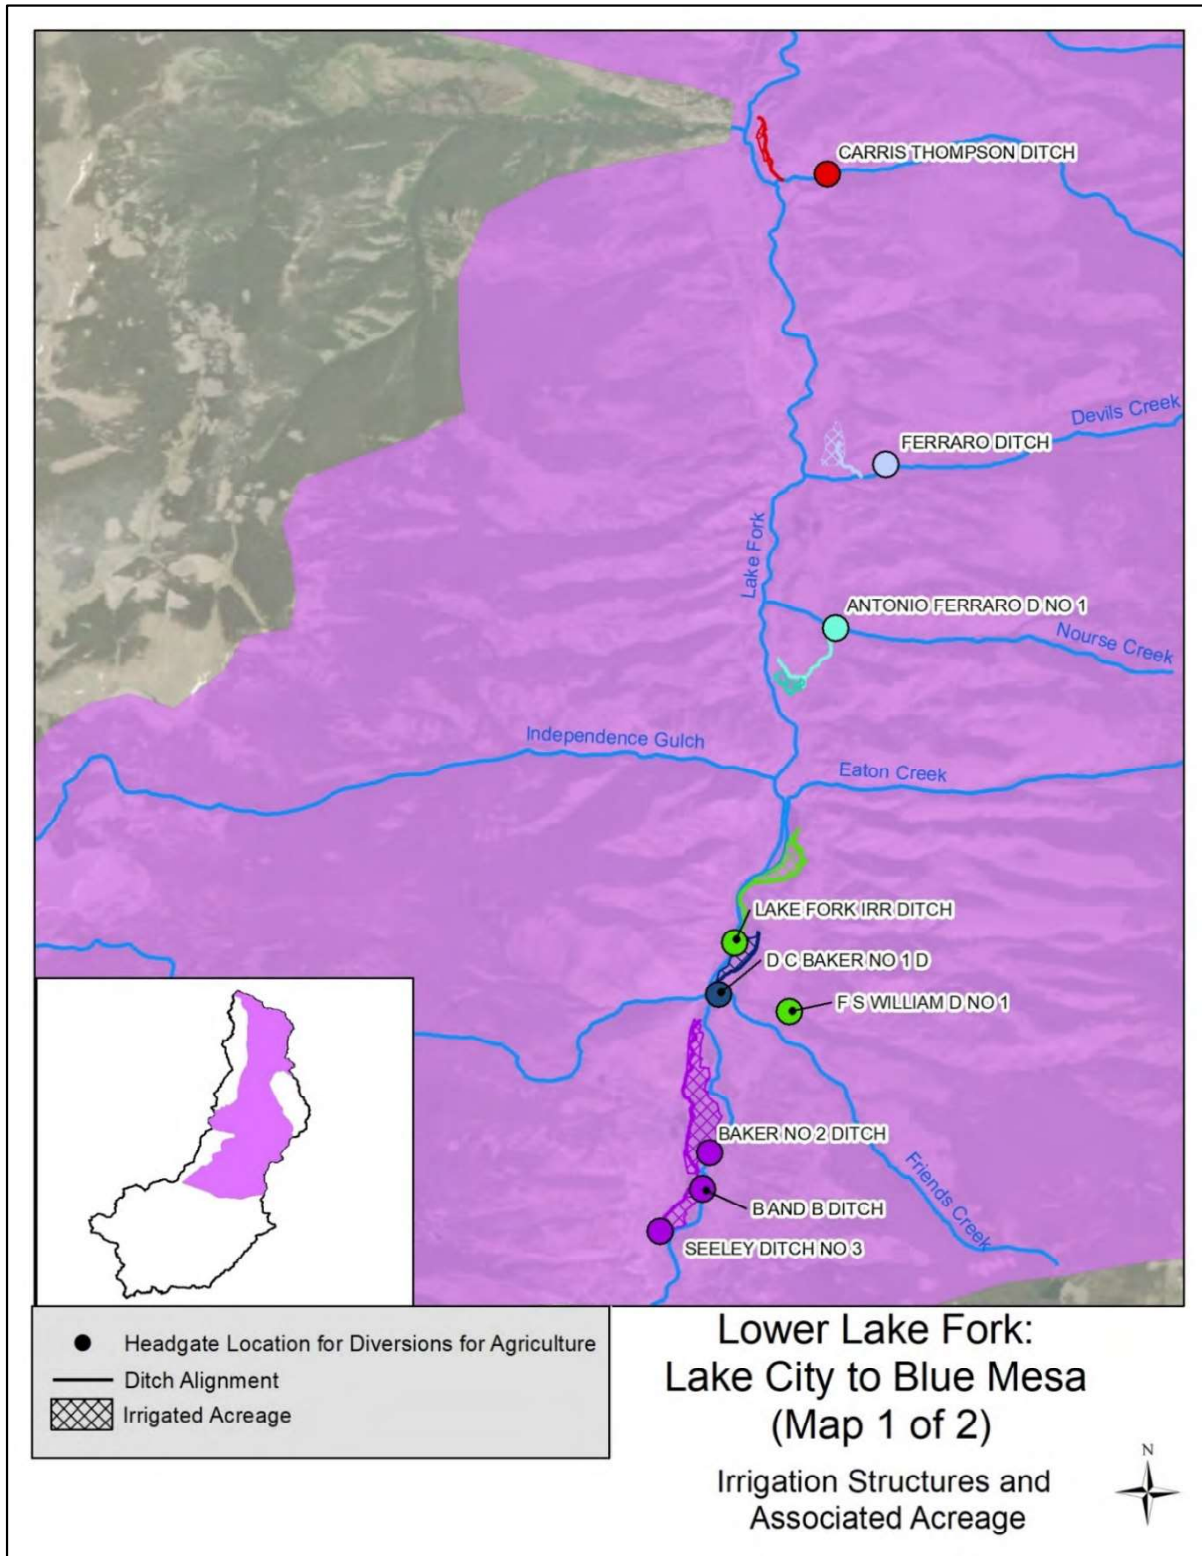 CARRIS THOMPSON DITCH
Devils Creek
FERRARO DITCH
Lake Fork
ANTONIO FERRARO D NO 1
Nourse Creek
Independence Gulch
Eaton Creek
LAKE FORK IRR DITCH
D C BAKER NO 1 D
F S WILLIAM D NO 1
BAKER NO 2 DITCH
Friends Creek
B AND B DITCH
SEELEY DITCH NO 3
Headgate Location for Diversions for Agriculture
Ditch Alignment
Irrigated Acreage
Lower Lake Fork:
Lake City to Blue Mesa
(Map 1 of 2)
Irrigation Structures and
Associated Acreage
N